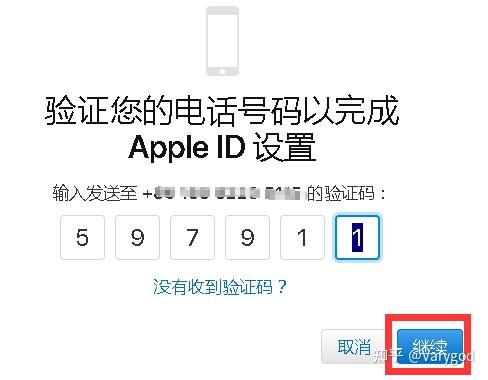 验证您的电话号码以完成
Apple ID 设置
输入发送至 +86 的验证码：
5 9 7 9 1 1
没有收到验证码？
取消 继续
知乎 @varygod